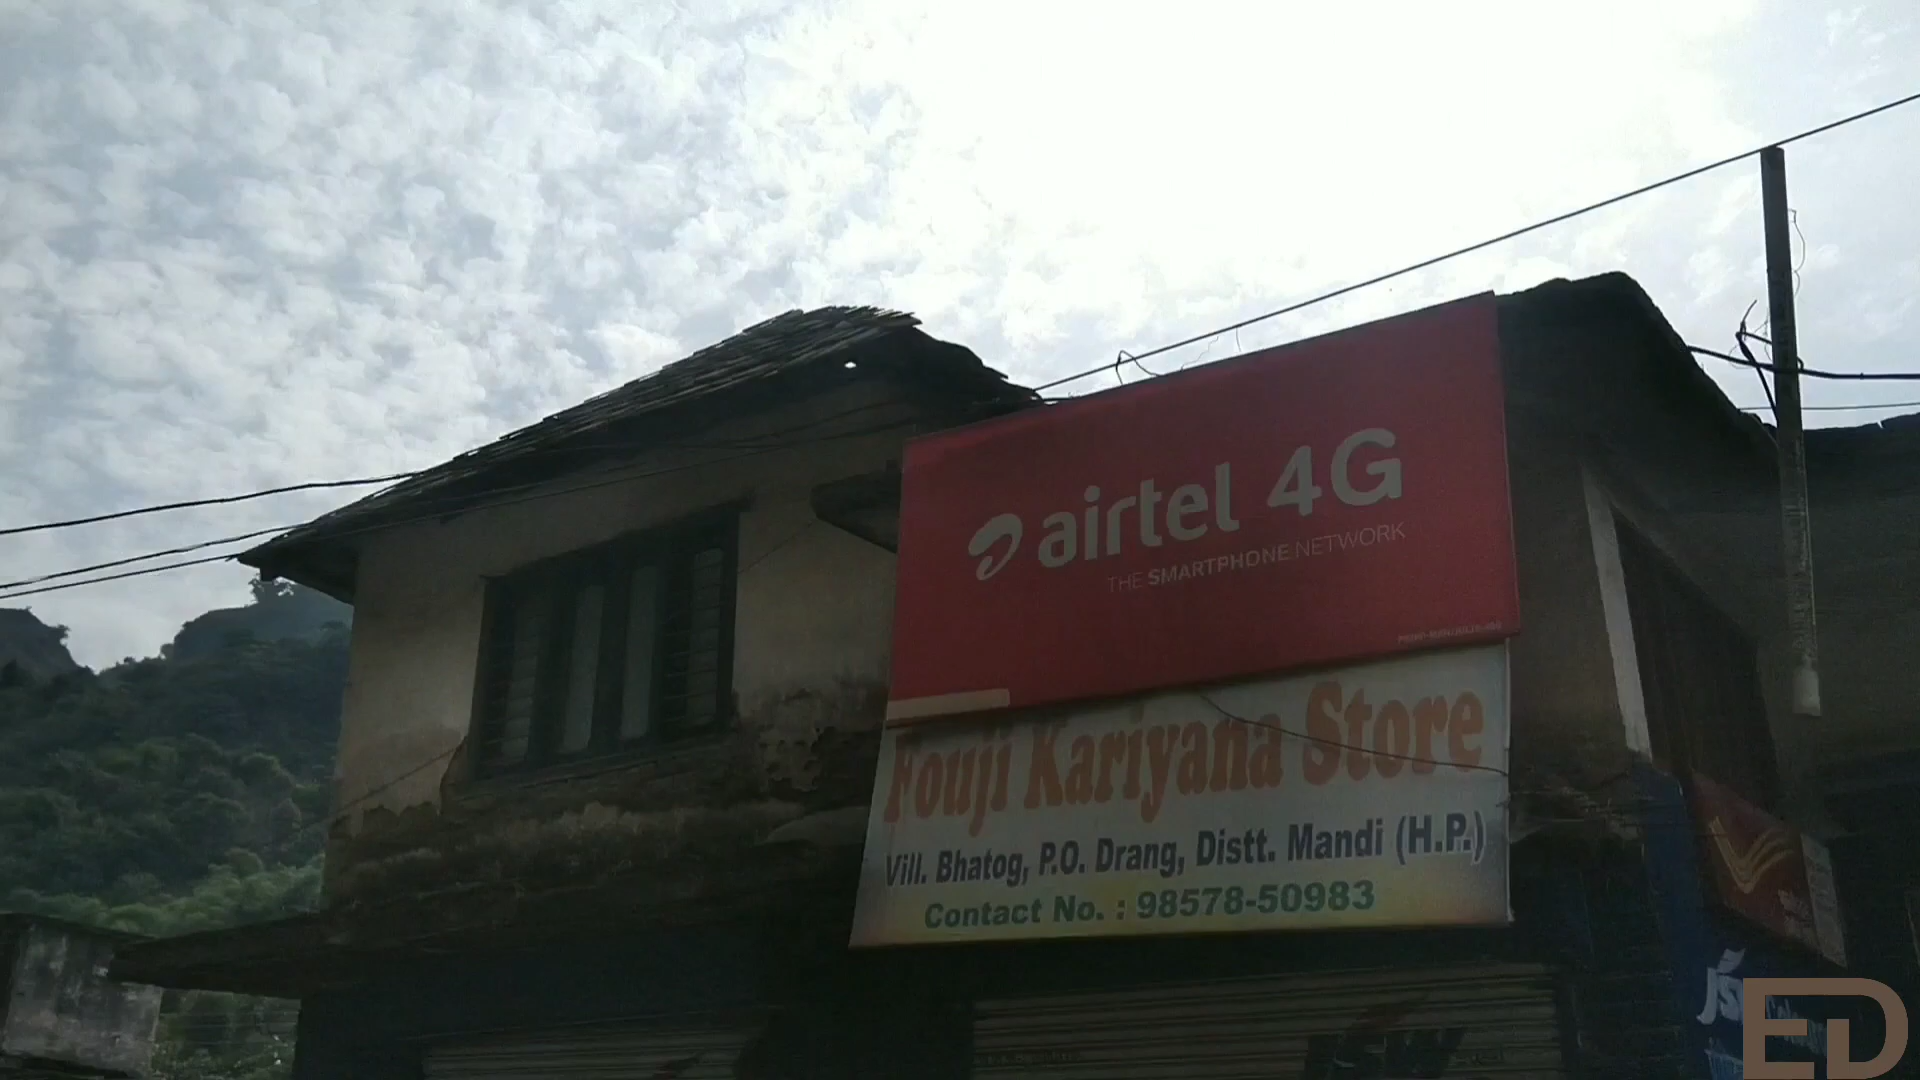 airtel 4G
THE SMARTPHONE NETWORK
Fouji Kariyana Store
Vill. Bhatog, P.O. Drang, Distt. Mandi (H.P.)
Contact No. : 98578-50983
ED